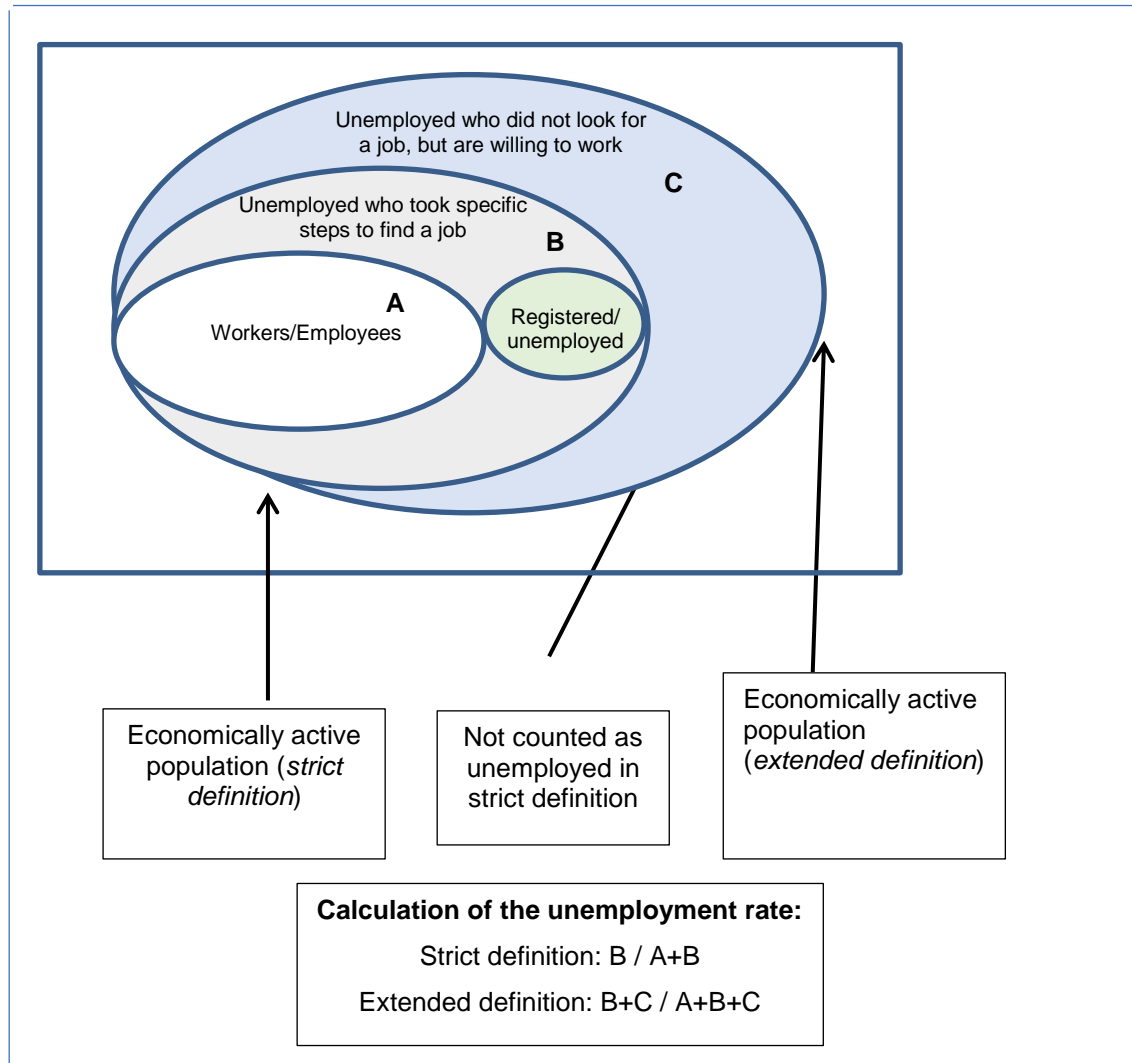 Unemployed who did not look for
a job, but are willing to work
C
Unemployed who took specific
steps to find a job
B
A
Workers/Employees
Registered/
unemployed
Economically active
population (strict
definition)
Not counted as
unemployed in
strict definition
Economically active
population
(extended definition)
Calculation of the unemployment rate:
Strict definition: B / A+B
Extended definition: B+C / A+B+C